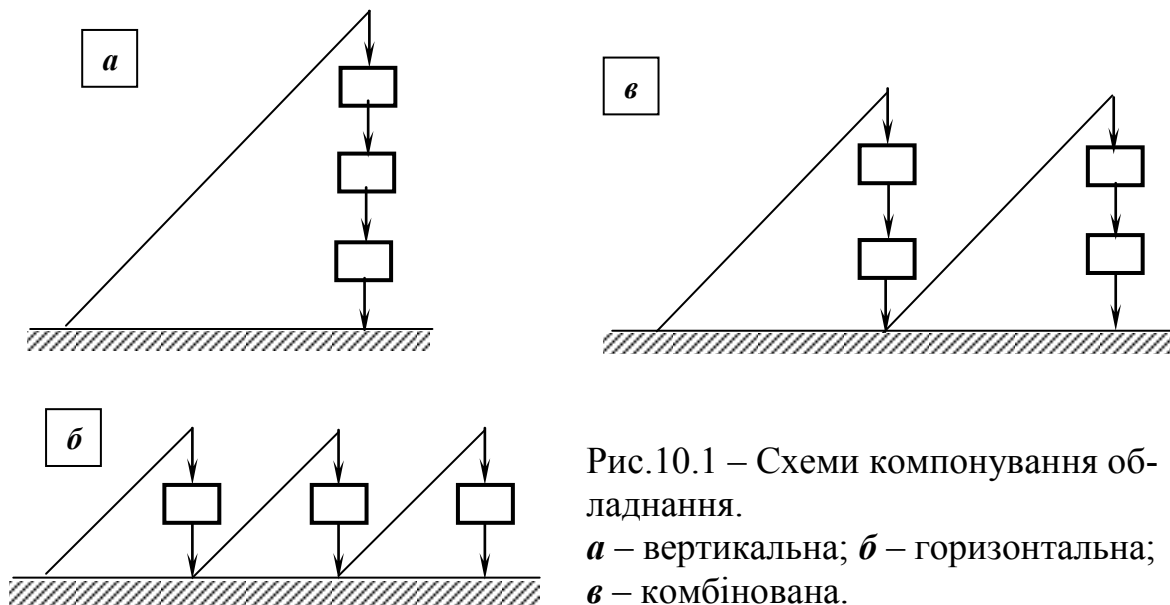 а
в
б
Рис.10.1 – Схеми компонування об-
ладнання.
а – вертикальна; б – горизонтальна;
в – комбінована.